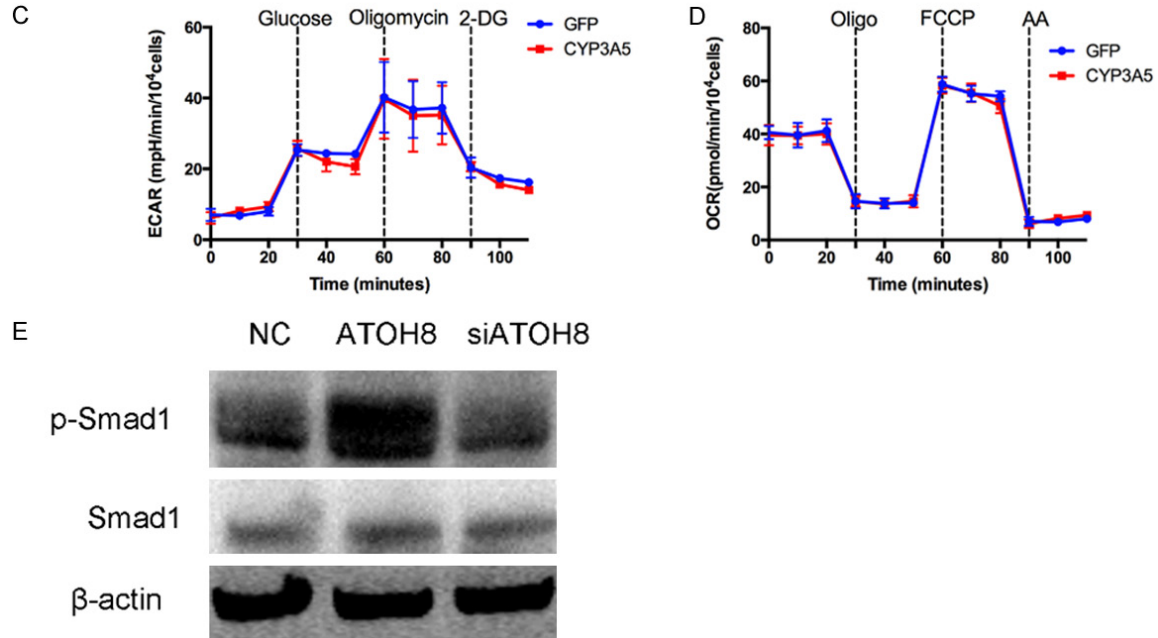 C
Glucose Oligomycin 2-DG
GFP
CYP3A5
ECAR (mpH/min/10⁴cells)
60
40
20
0
0 20 40 60 80 100
Time (minutes)
D
Oligo FCCP AA
GFP
CYP3A5
OCR(pmol/min/10⁴cells)
80
60
40
20
0
0 20 40 60 80 100
Time (minutes)
E
NC ATOH8 siATOH8
p-Smad1
Smad1
β-actin